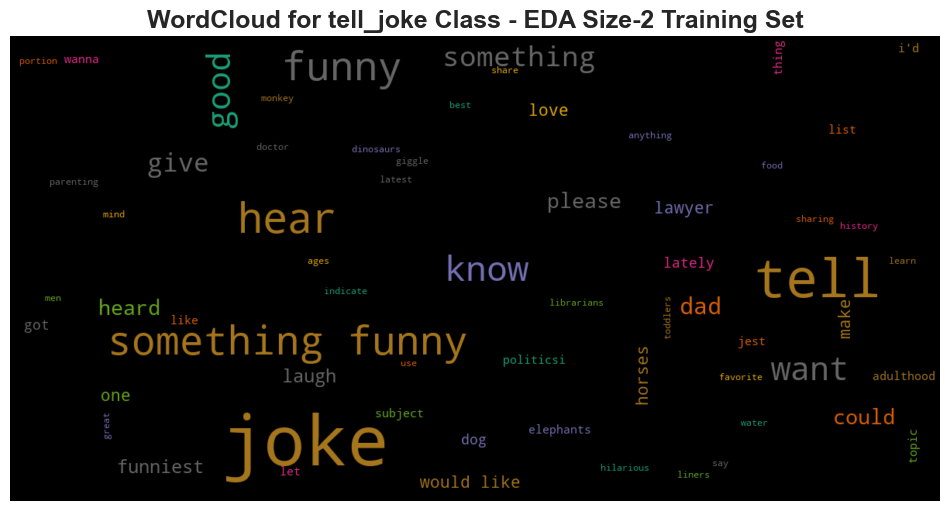 WordCloud for tell_joke Class - EDA Size-2 Training Set
portion wanna good funny something share thing i'd
monkey best love anything list
give doctor dinosaurs giggle latest food
parenting mind hear please lawyer sharing history
ages know lately tell learn
men heard indicate librarians toddlers dad make
got like something funny use politicsi horses jest want
laugh favorite adulthood
one great joke subject dog elephants water could topic
funniest let would like hilarious liners say